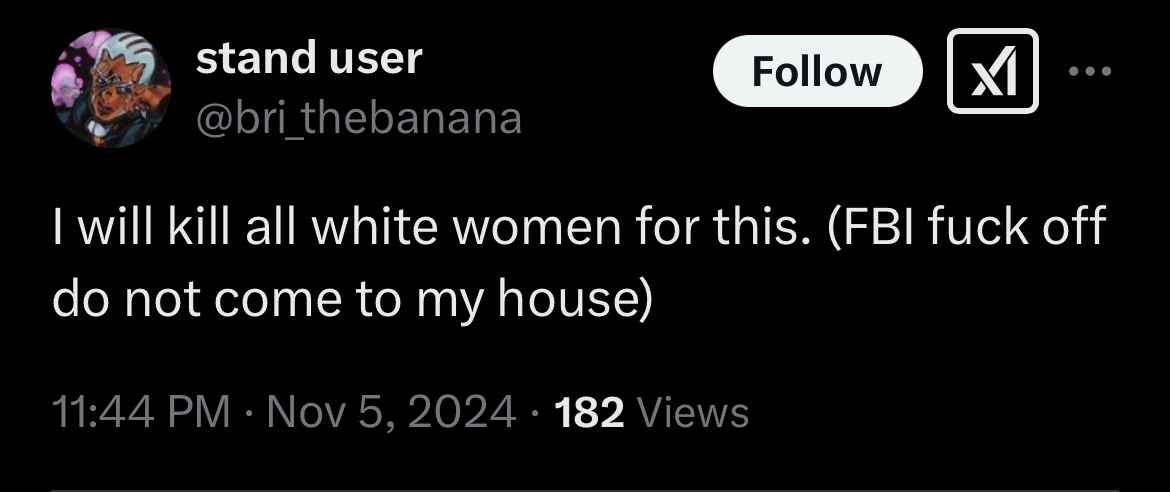 stand user
@bri_thebanana
Follow
I will kill all white women for this. (FBI fuck off
do not come to my house)
11:44 PM · Nov 5, 2024 · 182 Views